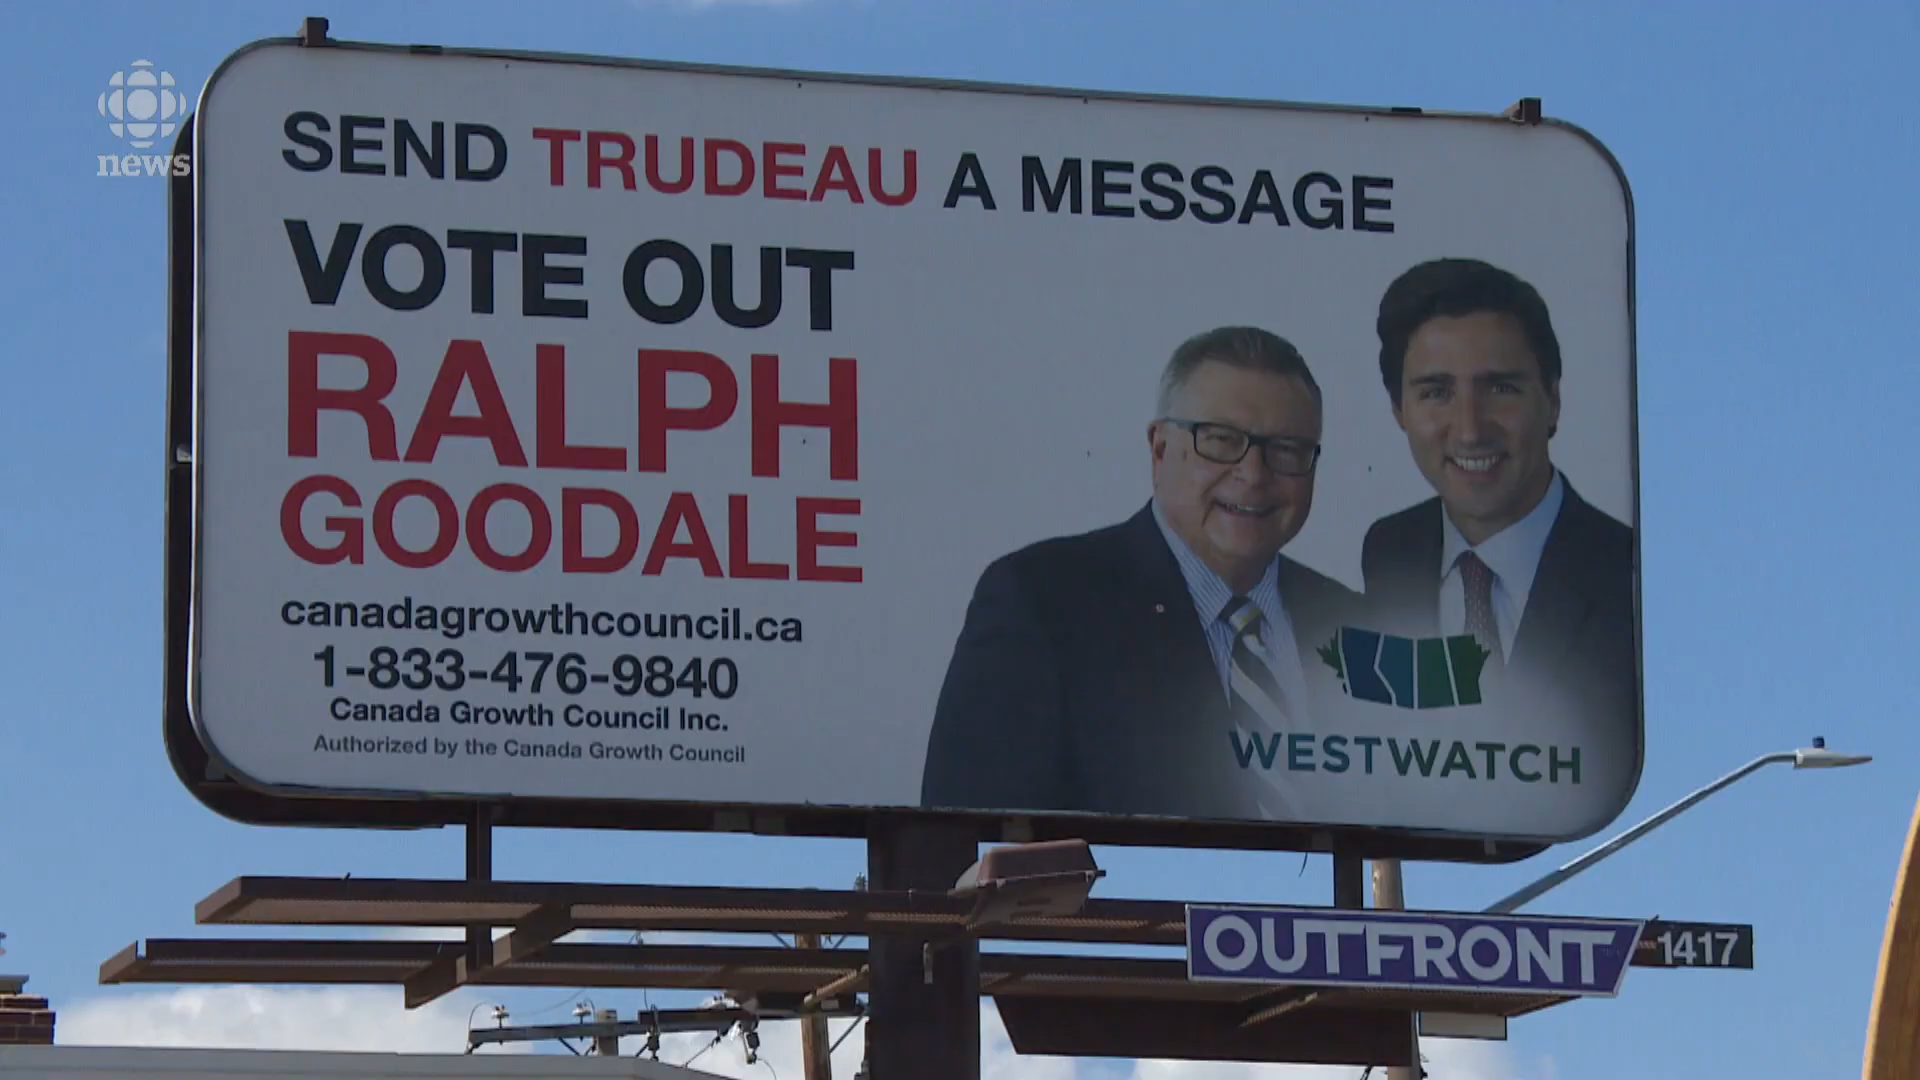 news
SEND TRUDEAU A MESSAGE
VOTE OUT
RALPH
GOODALE
canadagrowthcouncil.ca
1-833-476-9840
Canada Growth Council Inc.
Authorized by the Canada Growth Council
WESTWATCH
OUTFRONT
1417